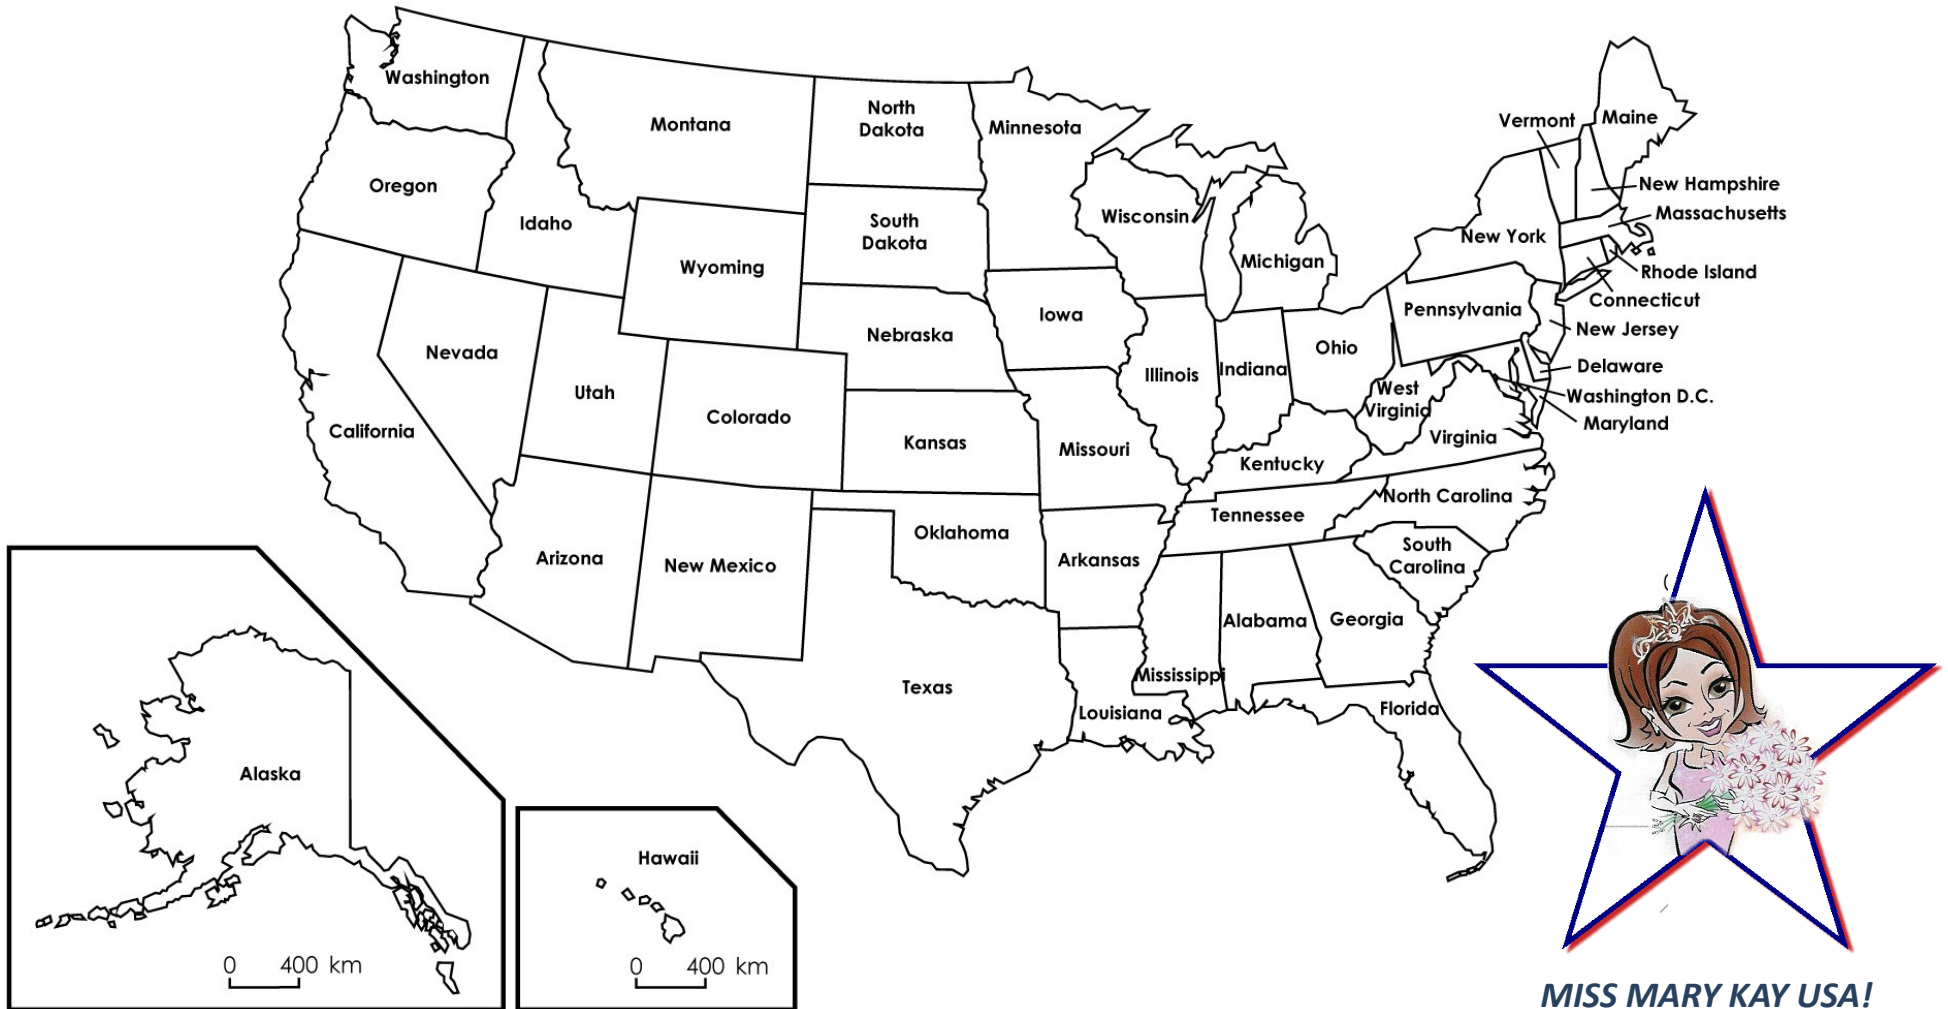 Washington
Montana
North
Dakota
Minnesota
Vermont
Maine
Oregon
Idaho
Wyoming
South
Dakota
Wisconsin
Michigan
New York
New Hampshire
Massachusetts
Rhode Island
Connecticut
New Jersey
Pennsylvania
Delaware
Washington D.C.
Maryland
Nevada
Utah
Colorado
Nebraska
Iowa
Illinois
Indiana
Ohio
West
Virginia
Virginia
California
Kansas
Missouri
Kentucky
North Carolina
Tennessee
South
Carolina
Arizona
New Mexico
Oklahoma
Arkansas
Texas
Louisiana
Mississippi
Alabama
Georgia
Florida
Alaska
0 400 km
Hawaii
0 400 km
MISS MARY KAY USA!